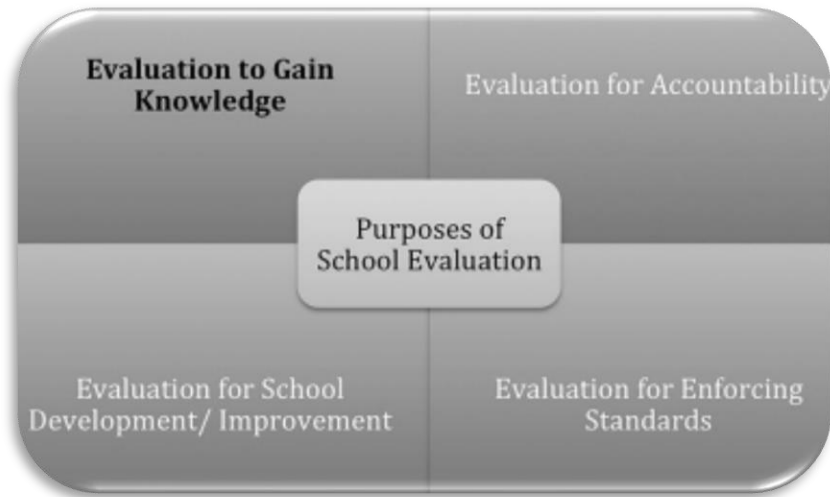 Evaluation to Gain
Knowledge
Evaluation for Accountability
Purposes of
School Evaluation
Evaluation for School
Development/ Improvement
Evaluation for Enforcing
Standards